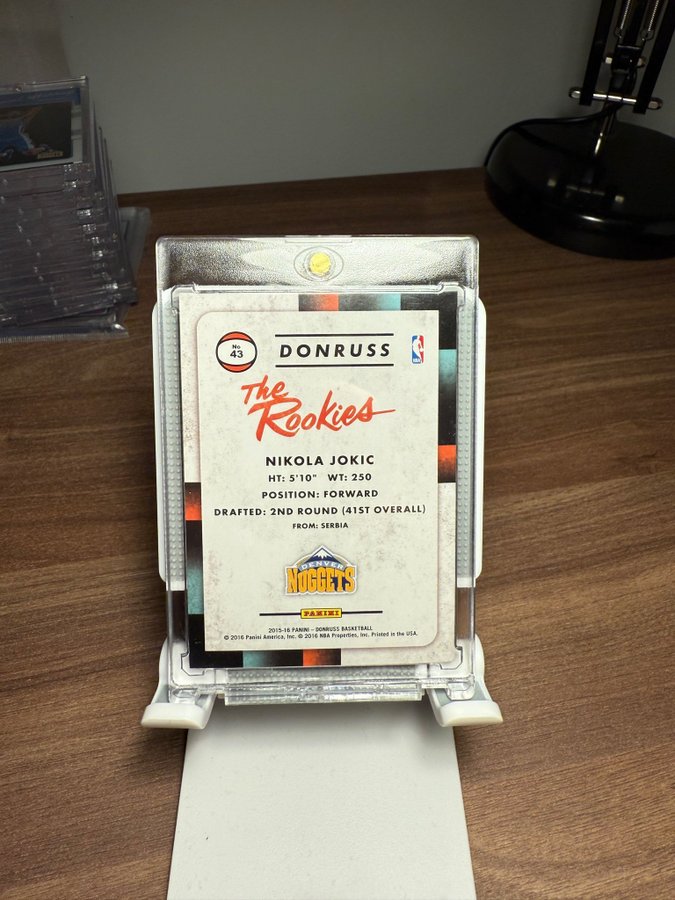 No
43
DONRUSS
NBA
The
Rookies
NIKOLA JOKIC
HT: 5'10" WT: 250
POSITION: FORWARD
DRAFTED: 2ND ROUND (41ST OVERALL)
FROM: SERBIA
DENVER
NUGGETS
PANINI
2015-16 PANINI – DONRUSS BASKETBALL
© 2016 Panini America, Inc. © 2016 NBA Properties, Inc. Printed in the USA.